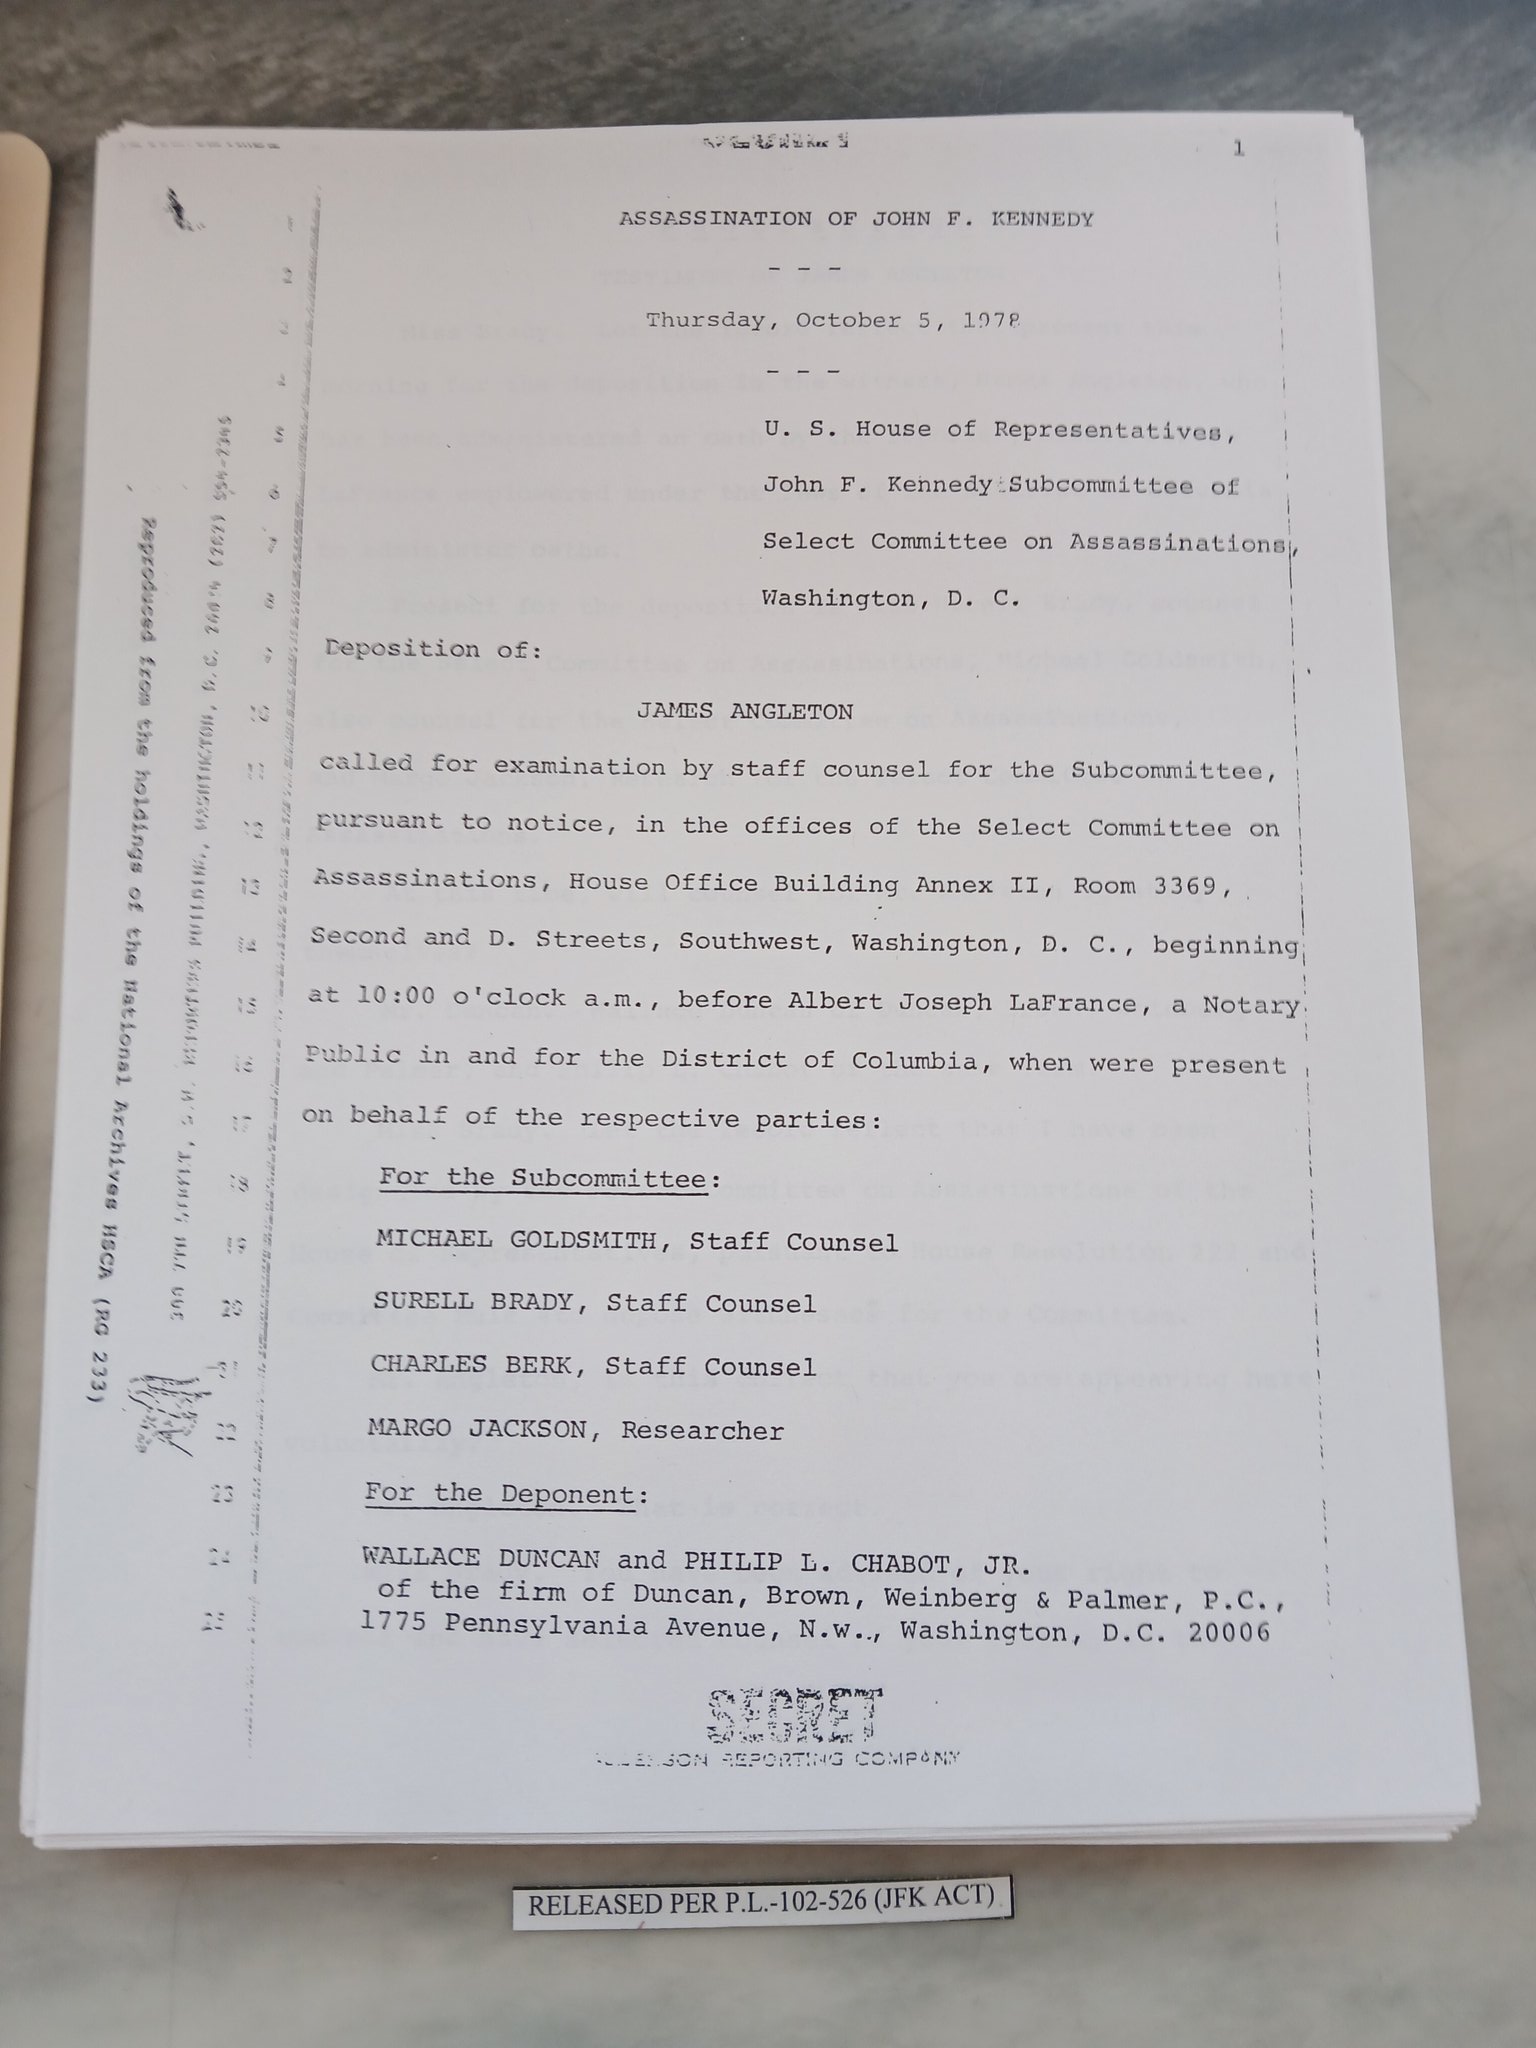 1
ASSASSINATION OF JOHN F. KENNEDY
- - -
Thursday, October 5, 1978
- - -
U. S. House of Representatives,
John F. Kennedy Subcommittee of
Select Committee on Assassinations,
Washington, D. C.
Deposition of:
JAMES ANGLETON
called for examination by staff counsel for the Subcommittee,
pursuant to notice, in the offices of the Select Committee on
Assassinations, House Office Building Annex II, Room 3369,
Second and D. Streets, Southwest, Washington, D. C., beginning
at 10:00 o'clock a.m., before Albert Joseph LaFrance, a Notary
Public in and for the District of Columbia, when were present
on behalf of the respective parties:
For the Subcommittee:
MICHAEL GOLDSMITH, Staff Counsel
SURELL BRADY, Staff Counsel
CHARLES BERK, Staff Counsel
MARGO JACKSON, Researcher
For the Deponent:
WALLACE DUNCAN and PHILIP L. CHABOT, JR.
of the firm of Duncan, Brown, Weinberg & Palmer, P.C.,
1775 Pennsylvania Avenue, N.w., Washington, D.C. 20006
SECRET
REPORTING COMPANY
Reproduced from the holdings of the National Archives HSCA (RG 233)
RELEASED PER P.L.-102-526 (JFK ACT)